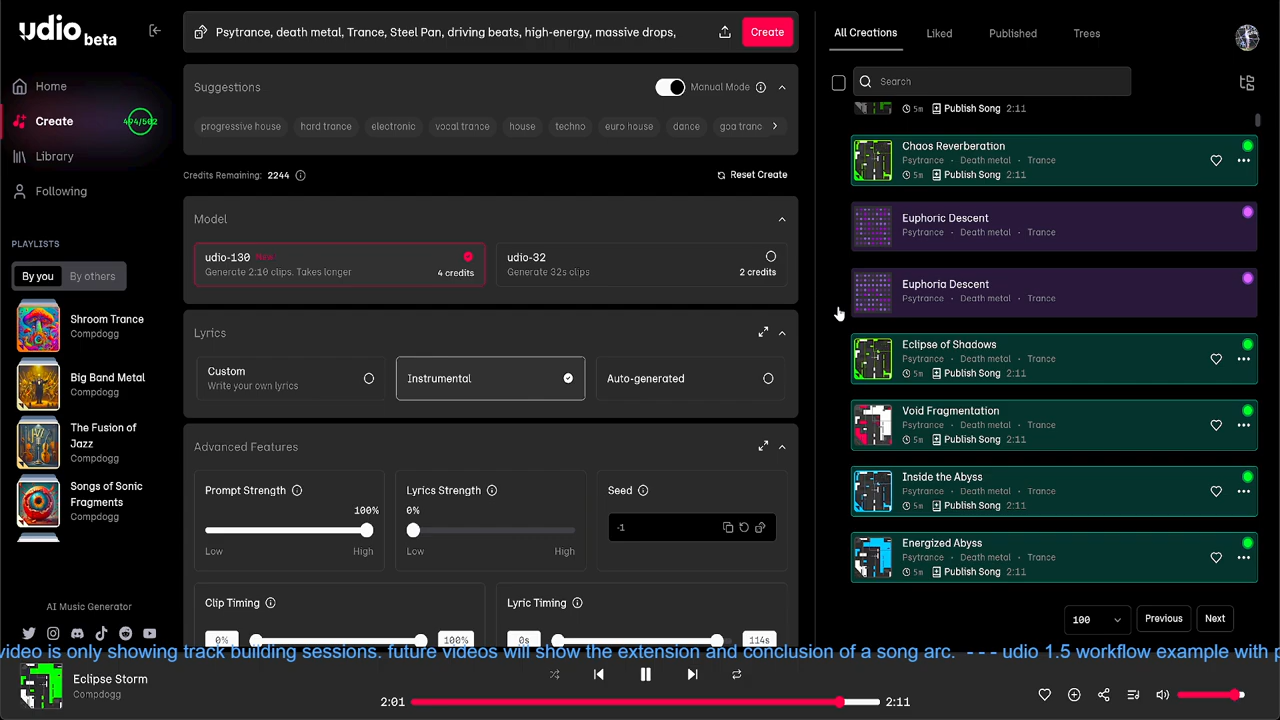 udio beta
Home
Create
494/502
Library
Following
PLAYLISTS
By you
By others
Shroom Trance
Compdogg
Big Band Metal
Compdogg
The Fusion of
Jazz
Compdogg
Songs of Sonic
Fragments
Compdogg
AI Music Generator
Psytrance, death metal, Trance, Steel Pan, driving beats, high-energy, massive drops,
Create
Suggestions
Manual Mode
progressive house
hard trance
electronic
vocal trance
house
techno
euro house
dance
goa tranc
Credits Remaining: 2244
Reset Create
Model
udio-130 New
Generate 2:10 clips. Takes longer
4 credits
udio-32
Generate 32s clips
2 credits
Lyrics
Custom
Write your own lyrics
Instrumental
Auto-generated
Advanced Features
Prompt Strength
100%
Low
High
Lyrics Strength
0%
Low
High
Seed
-1
Clip Timing
0%
100%
Lyric Timing
0s
114s
All Creations
Liked
Published
Trees
Search
5m Publish Song 2:11
Chaos Reverberation
Psytrance · Death metal · Trance
5m Publish Song 2:11
Euphoric Descent
Psytrance · Death metal · Trance
Euphoria Descent
Psytrance · Death metal · Trance
Eclipse of Shadows
Psytrance · Death metal · Trance
5m Publish Song 2:11
Void Fragmentation
Psytrance · Death metal · Trance
5m Publish Song 2:11
Inside the Abyss
Psytrance · Death metal · Trance
5m Publish Song 2:11
Energized Abyss
Psytrance · Death metal · Trance
5m Publish Song 2:11
100
Previous
Next
video is only showing track building sessions. future videos will show the extension and conclusion of a song arc. - - - udio 1.5 workflow example with
Eclipse Storm
Compdogg
2:01
2:11